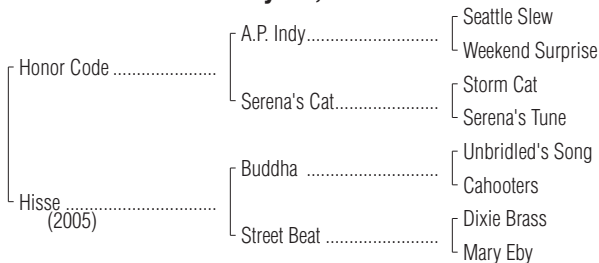 Seattle Slew
A.P. Indy..............................
Weekend Surprise
Honor Code ........................
Storm Cat
Serena's Cat........................
Serena's Tune
Unbridled's Song
Buddha ..............................
Cahooters
Hisse ...................................
(2005)
Dixie Brass
Street Beat ..........................
Mary Eby